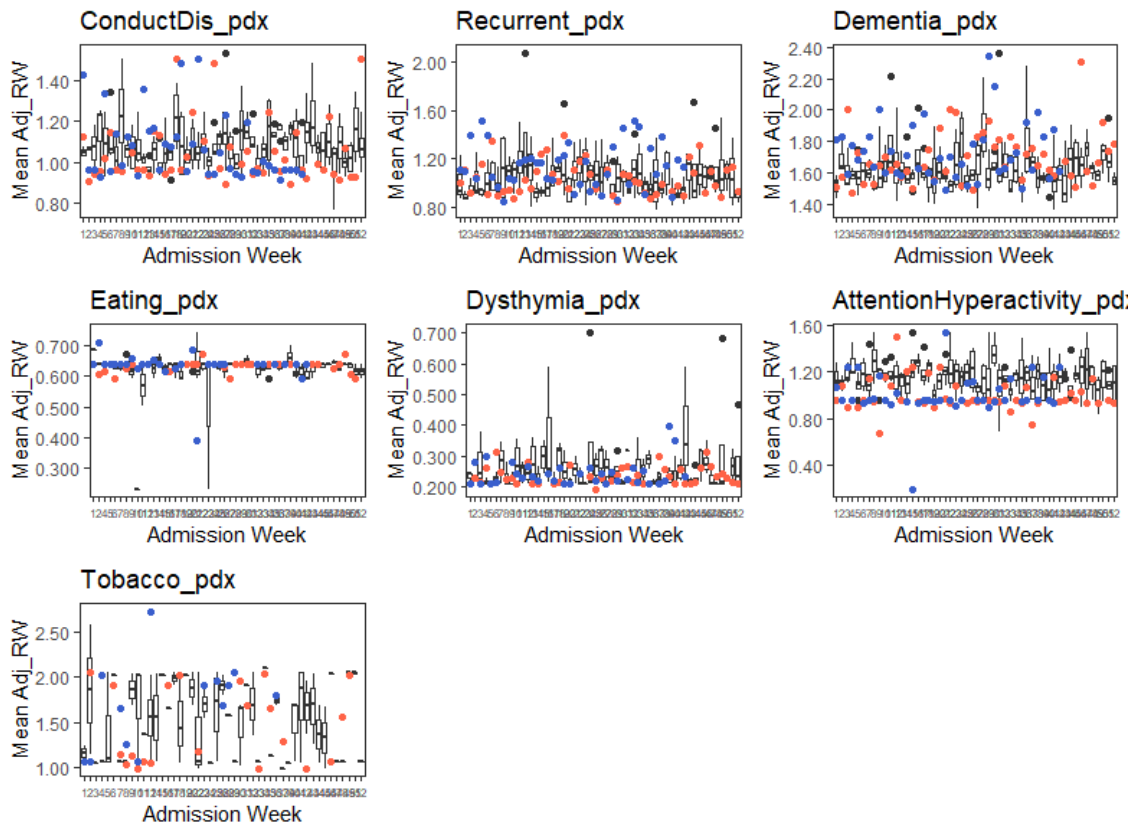 ConductDis_pdx
Mean Adj_RW
1.40
1.20
1.00
0.80
Admission Week
Recurrent_pdx
Mean Adj_RW
2.00
1.60
1.20
0.80
Admission Week
Dementia_pdx
Mean Adj_RW
2.40
2.20
2.00
1.80
1.60
1.40
Admission Week
Eating_pdx
Mean Adj_RW
0.700
0.600
0.500
0.400
0.300
Admission Week
Dysthymia_pdx
Mean Adj_RW
0.700
0.600
0.500
0.400
0.300
0.200
Admission Week
AttentionHyperactivity_pdx
Mean Adj_RW
1.60
1.20
0.80
0.40
Admission Week
Tobacco_pdx
Mean Adj_RW
2.50
2.00
1.50
1.00
Admission Week